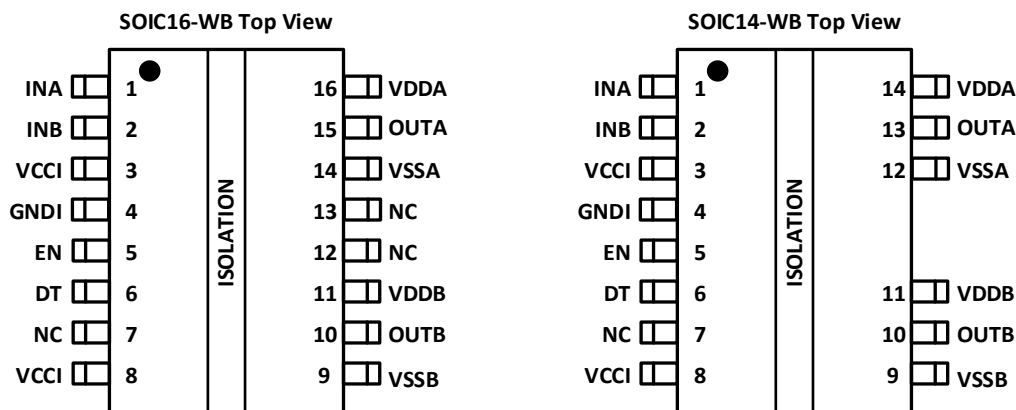 SOIC16-WB Top View
INA 1 16 VDDA
INB 2 15 OUTA
VCCI 3 14 VSSA
GNDI 4 13 NC
EN 5 12 NC
DT 6 11 VDDB
NC 7 10 OUTB
VCCI 8 9 VSSB
ISOLATION
SOIC14-WB Top View
INA 1 14 VDDA
INB 2 13 OUTA
VCCI 3 12 VSSA
GNDI 4
EN 5
DT 6 11 VDDB
NC 7 10 OUTB
VCCI 8 9 VSSB
ISOLATION